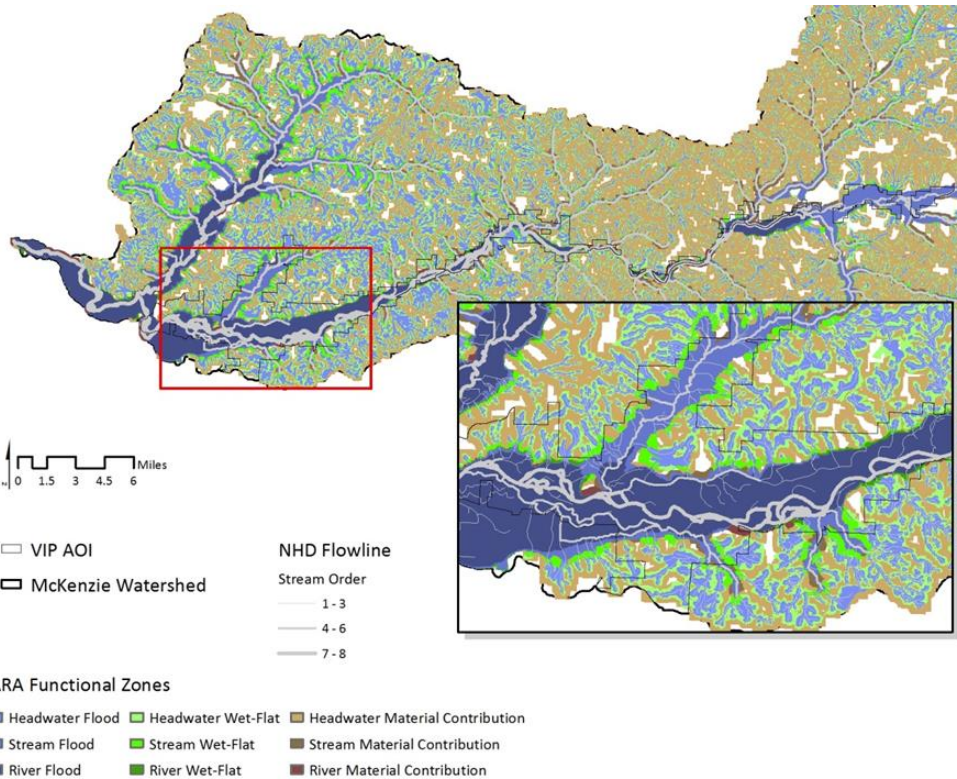 Miles
0 1.5 3 4.5 6
VIP AOI
McKenzie Watershed
NHD Flowline
Stream Order
1 - 3
4 - 6
7 - 8
RA Functional Zones
Headwater Flood Headwater Wet-Flat Headwater Material Contribution
Stream Flood Stream Wet-Flat Stream Material Contribution
River Flood River Wet-Flat River Material Contribution